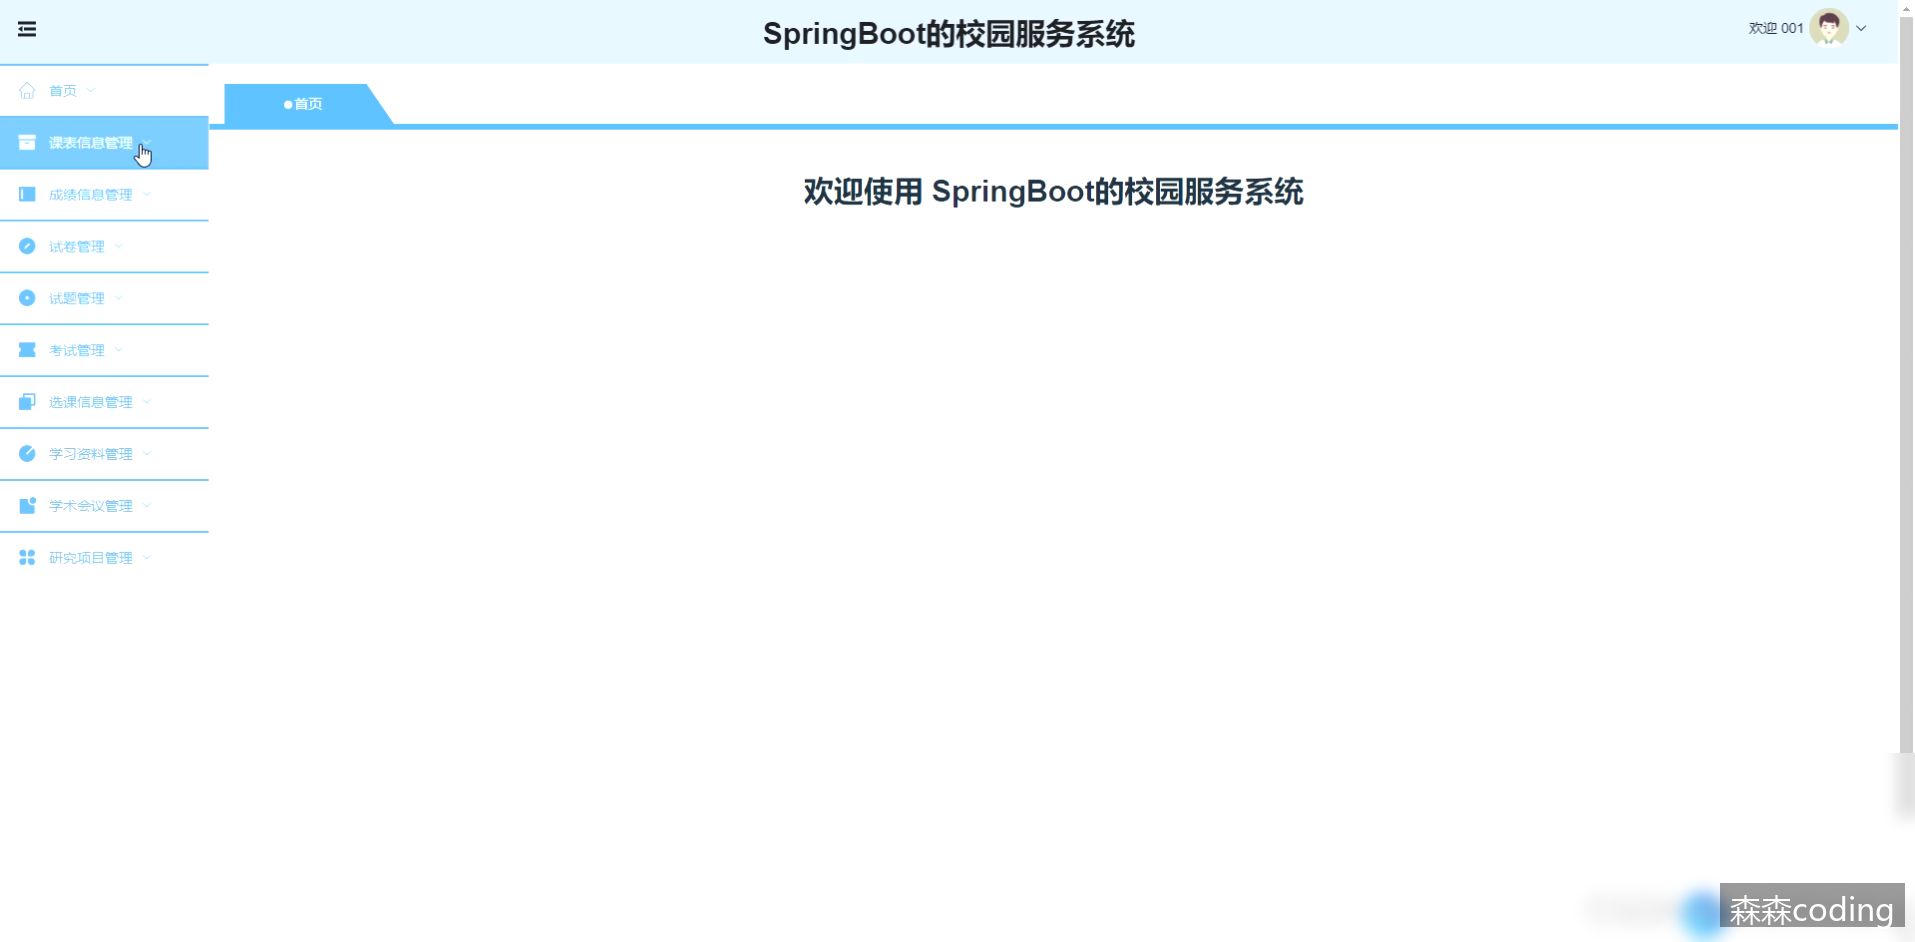 SpringBoot的校园服务系统
欢迎 001
首页
课表信息管理
成绩信息管理
试卷管理
试题管理
考试管理
选课信息管理
学习资料管理
学术会议管理
研究项目管理
首页
欢迎使用 SpringBoot的校园服务系统
森森coding